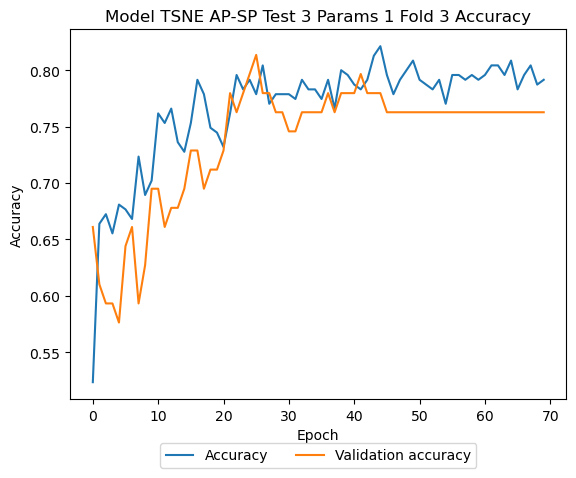 Model TSNE AP-SP Test 3 Params 1 Fold 3 Accuracy
Accuracy
0.80
0.75
0.70
0.65
0.60
0.55
0 10 20 30 40 50 60 70
Epoch
Accuracy Validation accuracy